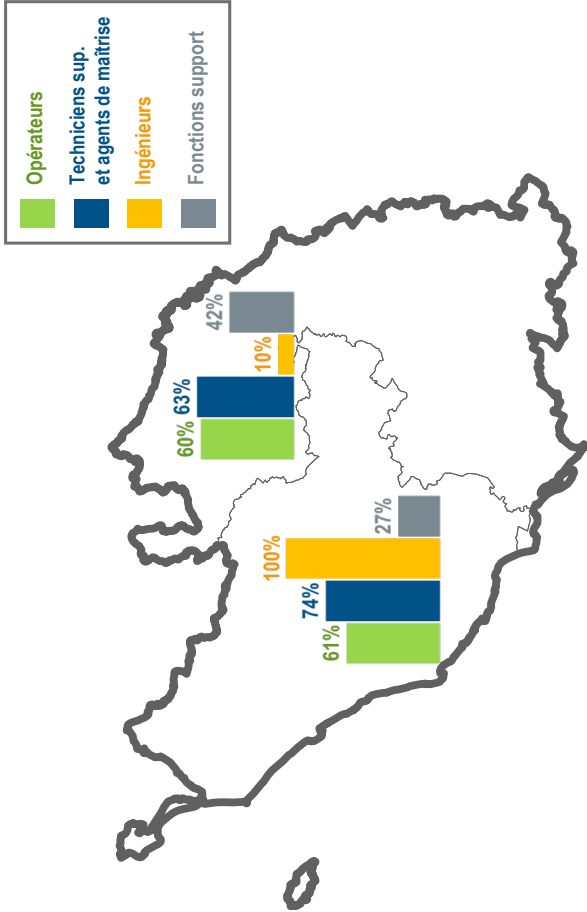 Opérateurs
Techniciens sup.
et agents de maîtrise
Ingénieurs
Fonctions support
60%
63%
10%
42%
61%
74%
100%
27%